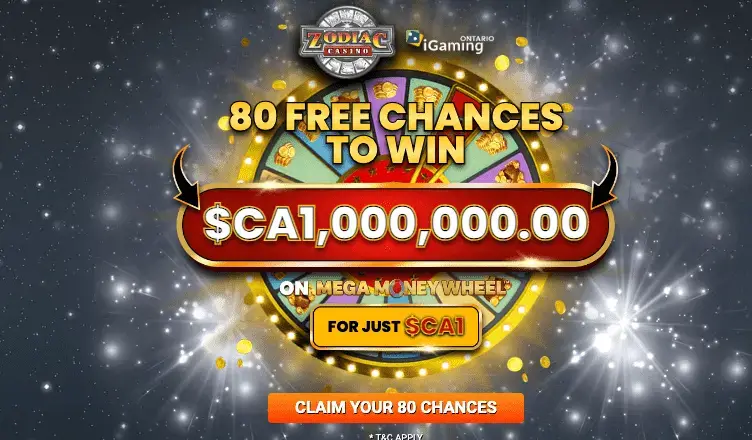 ZODIAC
CASINO
iGaming
ONTARIO
80 FREE CHANCES
TO WIN
$CA1,000,000.00
ON MEGA MONEY WHEEL
FOR JUST $CA1
CLAIM YOUR 80 CHANCES
* T&C APPLY